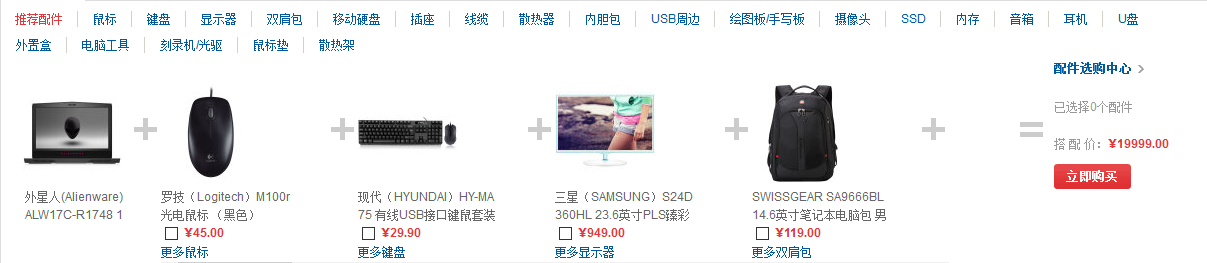 推荐配件 鼠标 键盘 显示器 双肩包 移动硬盘 插座 线缆 散热器 内胆包 USB周边 绘图板/手写板 摄像头 SSD 内存 音箱 耳机 U盘
外置盒 电脑工具 刻录机/光驱 鼠标垫 散热架
外星人(Alienware)
ALW17C-R1748 1
罗技（Logitech）M100r
光电鼠标 （黑色）
¥45.00
更多鼠标
现代（HYUNDAI）HY-MA
75 有线USB接口键鼠套装
¥29.90
更多键盘
三星（SAMSUNG）S24D
360HL 23.6英寸PLS臻彩
¥949.00
更多显示器
SWISSGEAR SA9666BL
14.6英寸笔记本电脑包 男
¥119.00
更多双肩包
配件选购中心 >
已选择0个配件
搭 配 价： ¥19999.00
立即购买